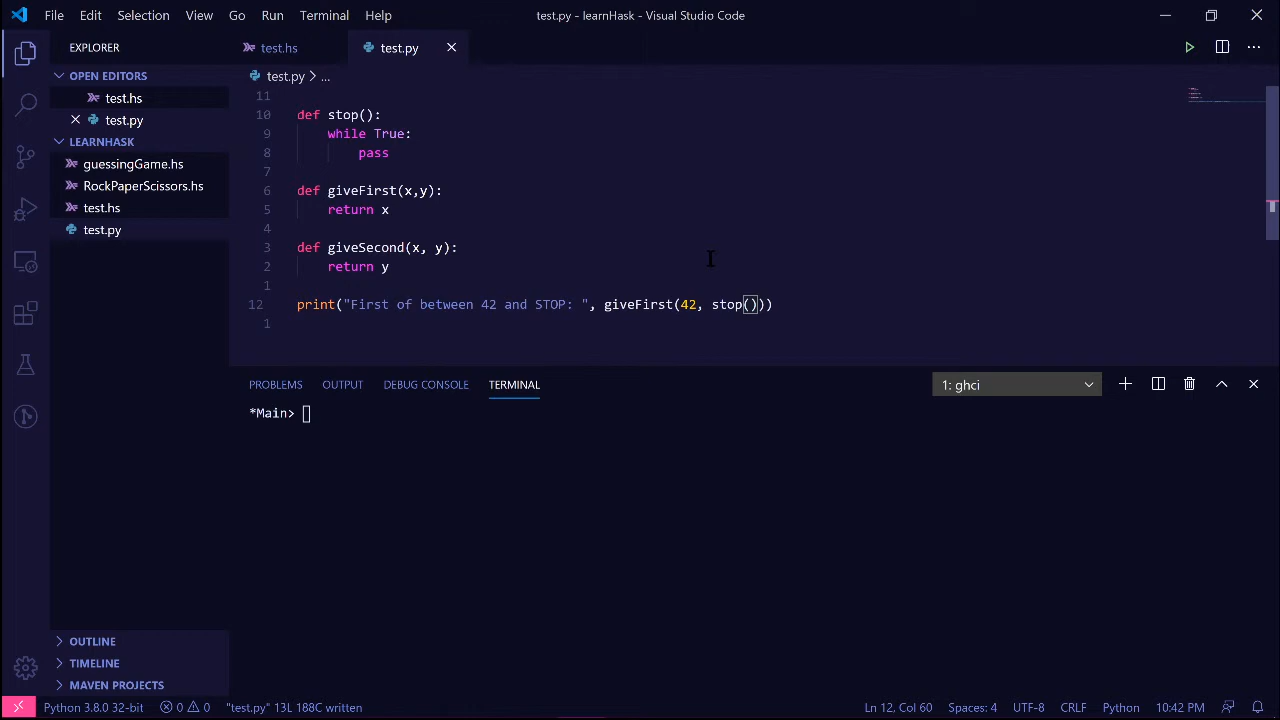 File Edit Selection View Go Run Terminal Help test.py - learnHask - Visual Studio Code
EXPLORER
OPEN EDITORS
test.hs
test.py
LEARNHASK
guessingGame.hs
RockPaperScissors.hs
test.hs
test.py
OUTLINE
TIMELINE
MAVEN PROJECTS
test.hs test.py
test.py > ...
11
10 def stop():
9 while True:
8 pass
7
6 def giveFirst(x,y):
5 return x
4
3 def giveSecond(x, y):
2 return y
1
12 print("First of between 42 and STOP: ", giveFirst(42, stop()))
1
PROBLEMS OUTPUT DEBUG CONSOLE TERMINAL 1: ghci
*Main>
Python 3.8.0 32-bit 0 0 "test.py" 13L 188C written Ln 12, Col 60 Spaces: 4 UTF-8 CRLF Python 10:42 PM